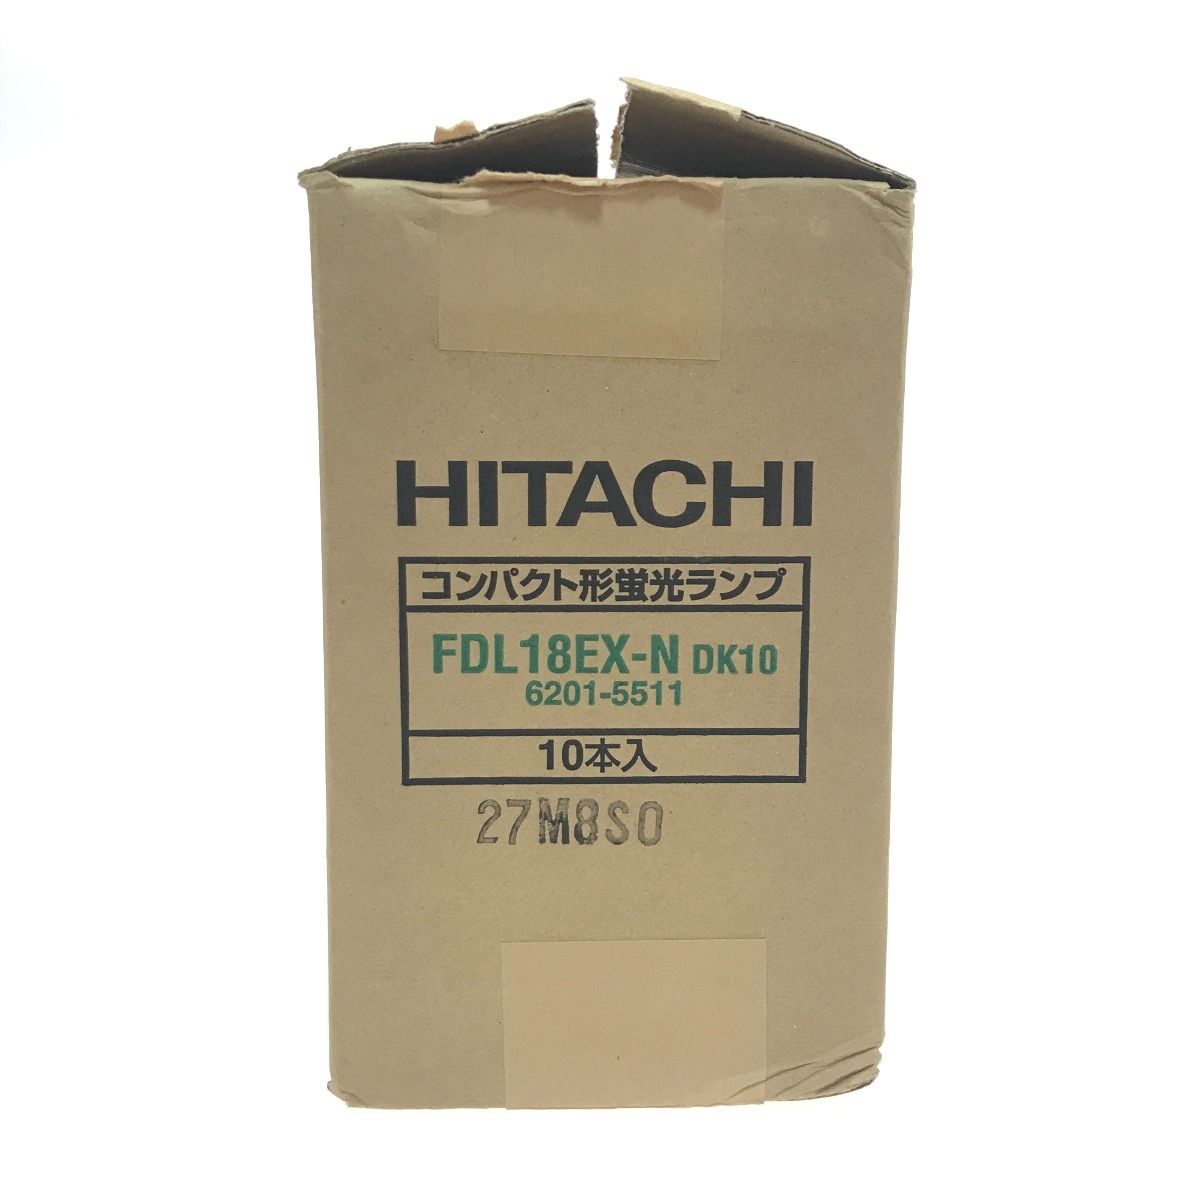 HITACHI
コンパクト形蛍光ランプ
FDL18EX-N DK10
6201-5511
10本入
27M8S0